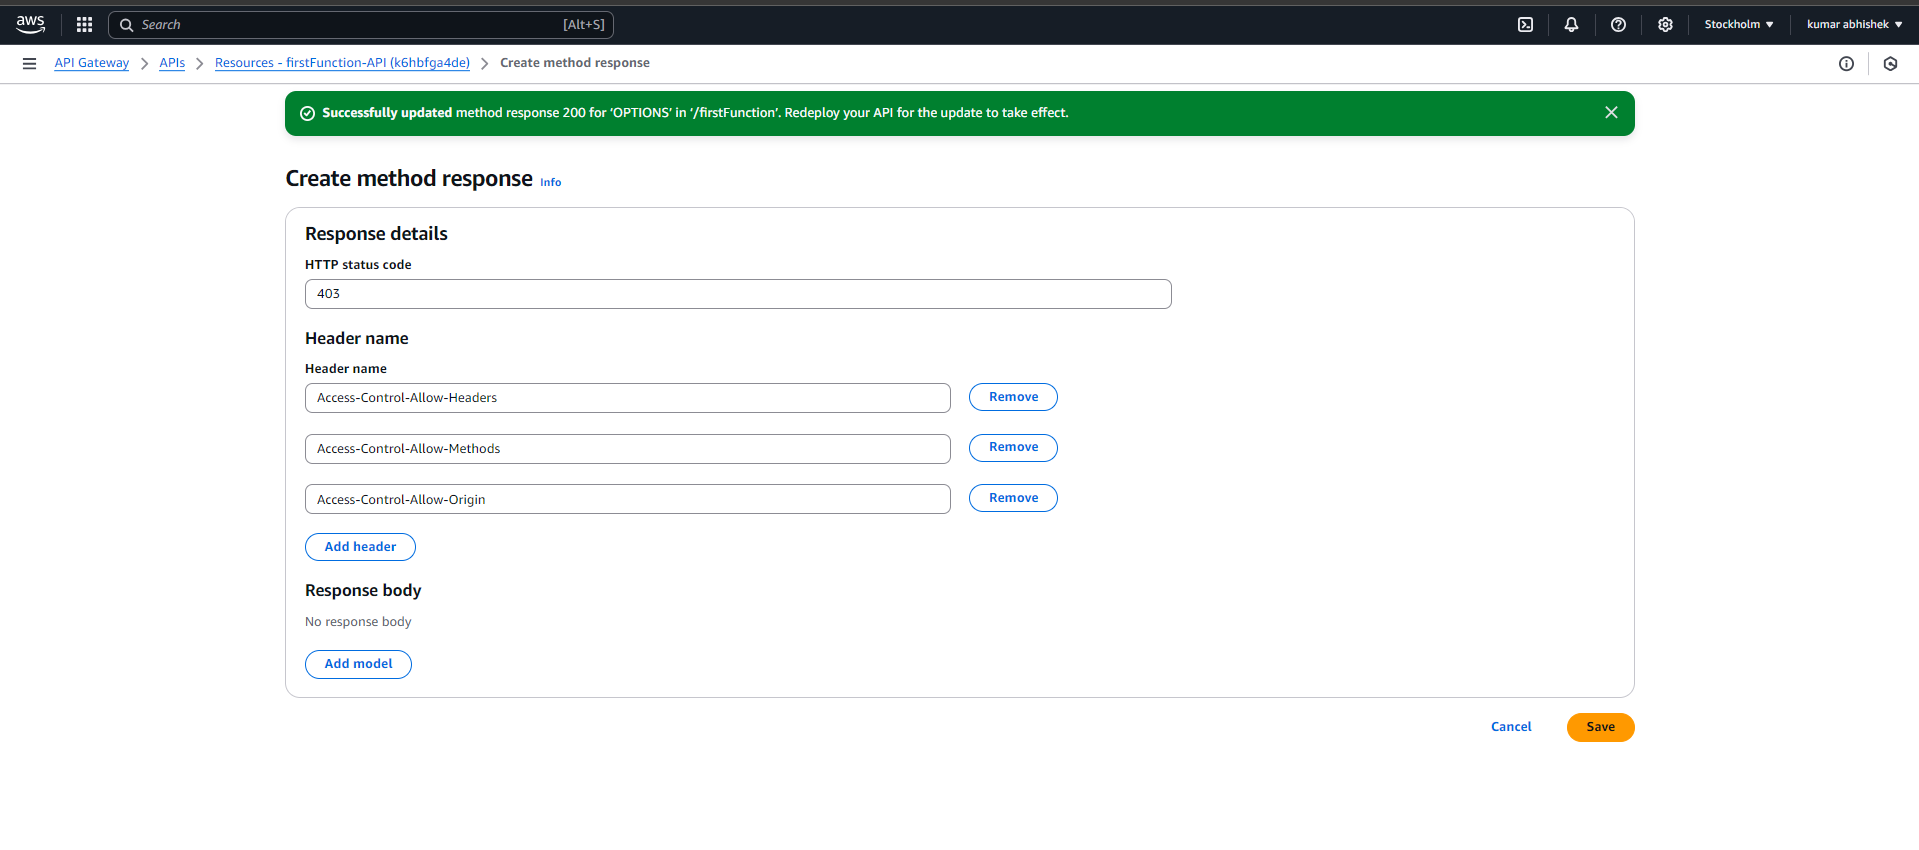 aws
Search [Alt+S]
Stockholm
kumar abhishek
API Gateway > APIs > Resources - firstFunction-API (k6hbfga4de) > Create method response
Successfully updated method response 200 for ‘OPTIONS’ in ‘/firstFunction’. Redeploy your API for the update to take effect.
Create method response Info
Response details
HTTP status code
403
Header name
Header name
Access-Control-Allow-Headers Remove
Access-Control-Allow-Methods Remove
Access-Control-Allow-Origin Remove
Add header
Response body
No response body
Add model
Cancel Save